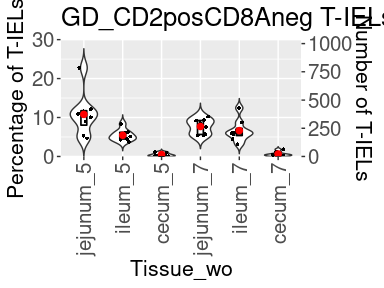 GD_CD2posCD8Aneg T-IELs
Percentage of T-IELs
30
20
10
0
1000
750
500
250
0
Number of T-IELs
jejunum_5
ileum_5
cecum_5
jejunum_7
ileum_7
cecum_7
Tissue_wo